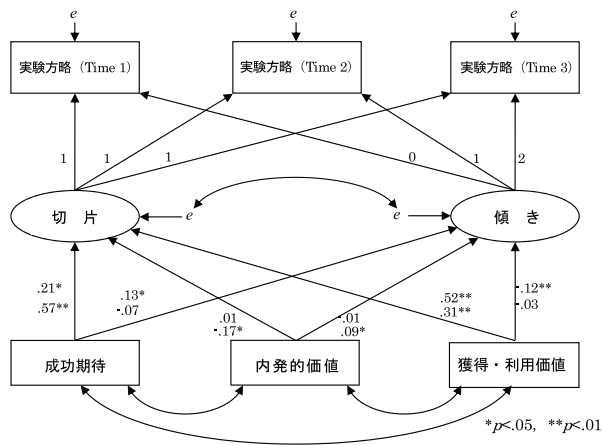 e
e
e
実験方略（Time 1）
実験方略（Time 2）
実験方略（Time 3）
1
1
1
0
1
2
切 片
e
e
傾 き
.21*
.57**
.13*
-.07
.01
-.17*
-.01
.09*
.52**
.31**
-.12**
-.03
成功期待
内発的価値
獲得・利用価値
*p<.05, **p<.01